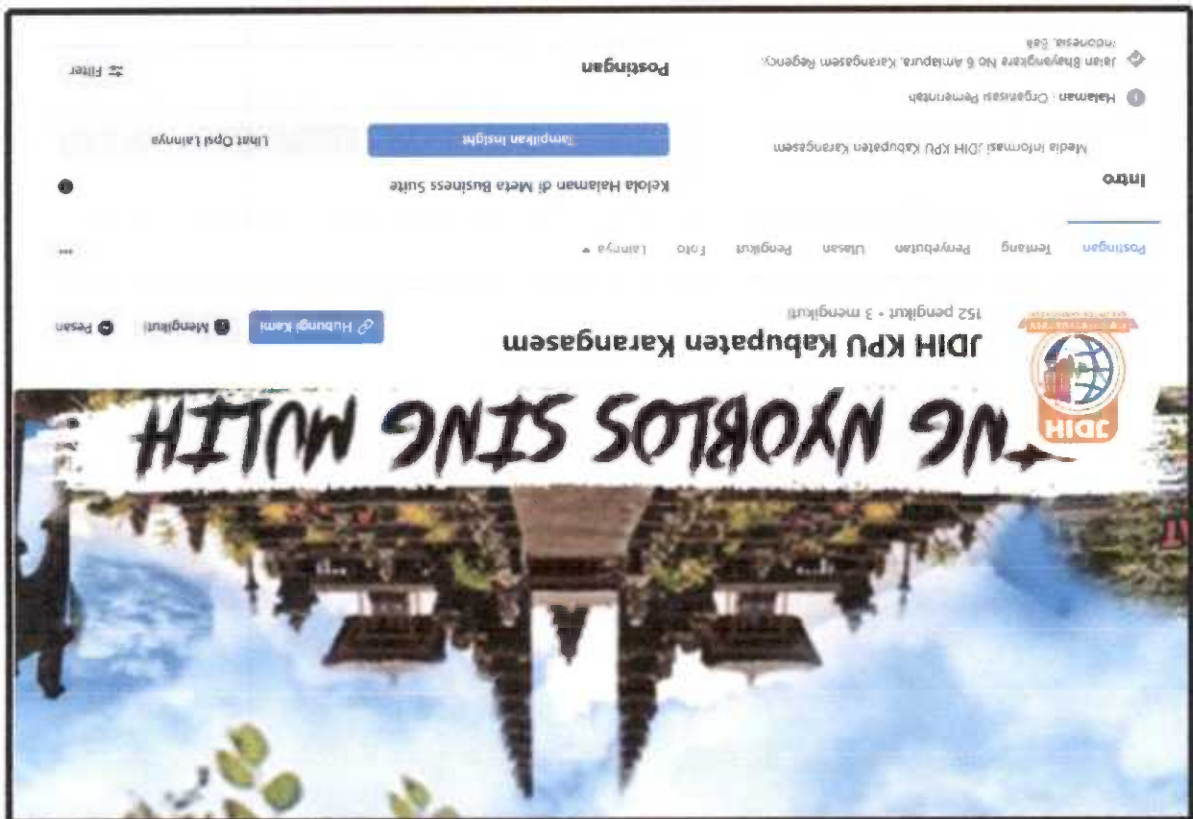 NG NYOBLOS SING MULIH
JDIH
JDIH KPU Kabupaten Karangasem
152 pengikut • 3 mengikuti
Hubungi Kami
Mengikuti
Pesan
Postingan Tentang Penyebutan Ulasan Pengikut Foto Lainnya
Intro
Media Informasi JDIH KPU Kabupaten Karangasem
Halaman · Organisasi Pemerintah
Jalan Bhayangkara No 6 Amlapura, Karangasem Regency,
Indonesia, Bali
Kelola Halaman di Meta Business Suite
Tampilkan Insight
Lihat Opsi Lainnya
Postingan
Filter